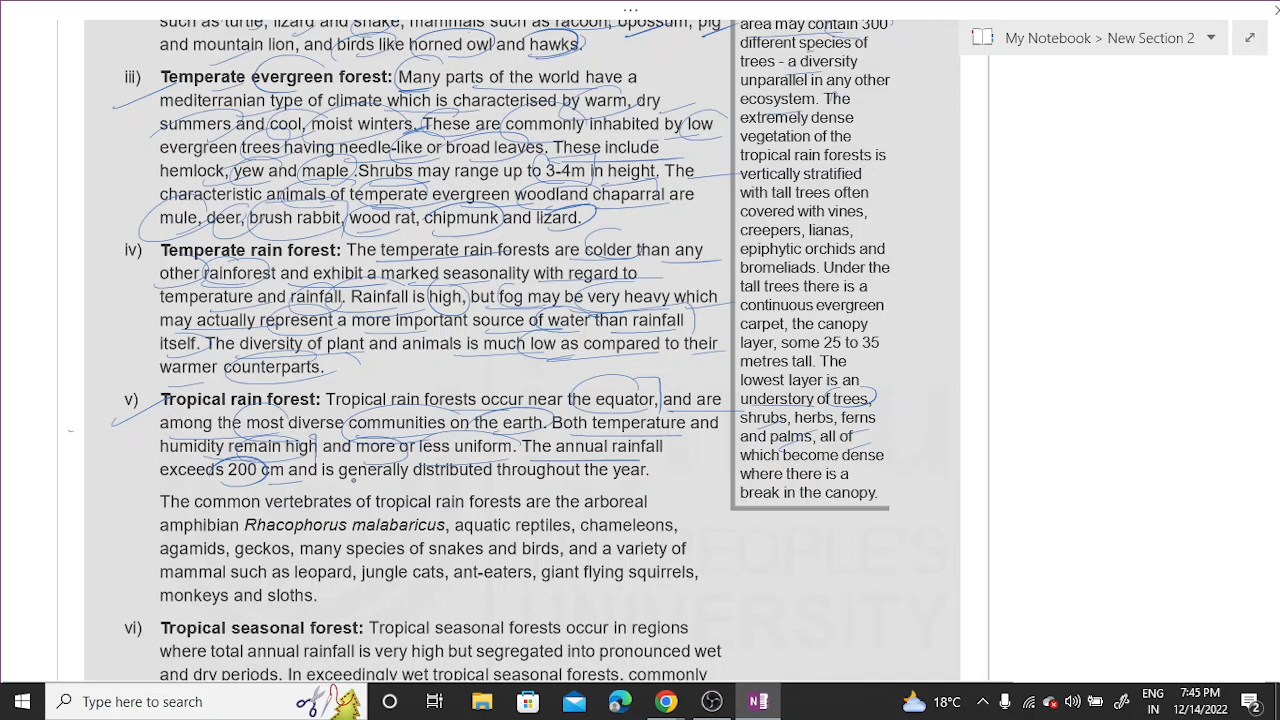 such as turtle, lizard and snake, mammals such as racoon, opossum, pig
and mountain lion, and birds like horned owl and hawks.
iii) Temperate evergreen forest: Many parts of the world have a
mediterranian type of climate which is characterised by warm, dry
summers and cool, moist winters. These are commonly inhabited by low
evergreen trees having needle-like or broad leaves. These include
hemlock, yew and maple. Shrubs may range up to 3-4m in height. The
characteristic animals of temperate evergreen woodland chaparral are
mule, deer, brush rabbit, wood rat, chipmunk and lizard.
iv) Temperate rain forest: The temperate rain forests are colder than any
other rainforest and exhibit a marked seasonality with regard to
temperature and rainfall. Rainfall is high, but fog may be very heavy which
may actually represent a more important source of water than rainfall
itself. The diversity of plant and animals is much low as compared to their
warmer counterparts.
v) Tropical rain forest: Tropical rain forests occur near the equator, and are
among the most diverse communities on the earth. Both temperature and
humidity remain high and more or less uniform. The annual rainfall
exceeds 200 cm and is generally distributed throughout the year.
The common vertebrates of tropical rain forests are the arboreal
amphibian Rhacophorus malabaricus, aquatic reptiles, chameleons,
agamids, geckos, many species of snakes and birds, and a variety of
mammal such as leopard, jungle cats, ant-eaters, giant flying squirrels,
monkeys and sloths.
vi) Tropical seasonal forest: Tropical seasonal forests occur in regions
where total annual rainfall is very high but segregated into pronounced wet
and dry periods. In exceedingly wet tropical seasonal forests, commonly
area may contain 300
different species of
trees - a diversity
unparallel in any other
ecosystem. The
extremely dense
vegetation of the
tropical rain forests is
vertically stratified
with tall trees often
covered with vines,
creepers, lianas,
epiphytic orchids and
bromeliads. Under the
tall trees there is a
continuous evergreen
carpet, the canopy
layer, some 25 to 35
metres tall. The
lowest layer is an
understory of trees,
shrubs, herbs, ferns
and palms, all of
which become dense
where there is a
break in the canopy.
PEOPLE'S
UNIVERSITY
My Notebook > New Section 2
Type here to search
18°C
ENG
IN
7:45 PM
12/14/2022
2